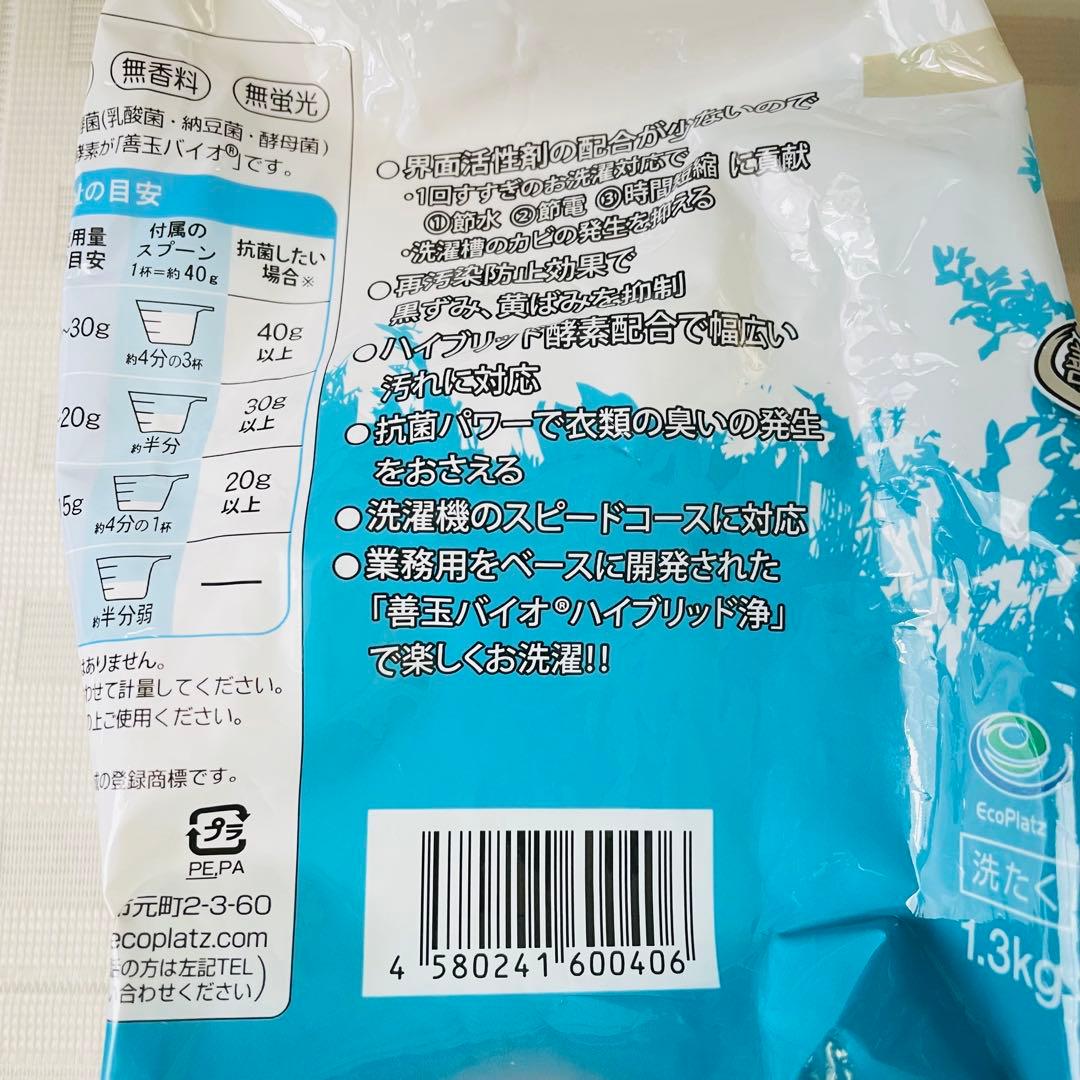 無香料
無蛍光
菌(乳酸菌・納豆菌・酵母菌)
酵素が「善玉バイオ®」です。
の目安
用量
目安
付属の
スプーン
1杯=約40g
抗菌したい
場合※
~30g
約4分の3杯
40g
以上
20g
約半分
30g
以上
5g
約4分の1杯
20g
以上
約半分弱
—
はありません。
わせて計量してください。
上ご使用ください。
の登録商標です。
プラ
PE,PA
市元町2-3-60
ecoplatz.com
の方は左記TEL
い合わせください)
●界面活性剤の配合が少ないので
・1回すすぎのお洗濯対応で
①節水 ②節電 ③時間短縮 に貢献
・洗濯槽のカビの発生を抑える
○再汚染防止効果で
黒ずみ、黄ばみを抑制
○ハイブリッド酵素配合で幅広い
汚れに対応
●抗菌パワーで衣類の臭いの発生
をおさえる
●洗濯機のスピードコースに対応
●業務用をベースに開発された
「善玉バイオ®ハイブリッド浄」
で楽しくお洗濯!!
4 580241 600406
EcoPlatz
洗たく
1.3kg